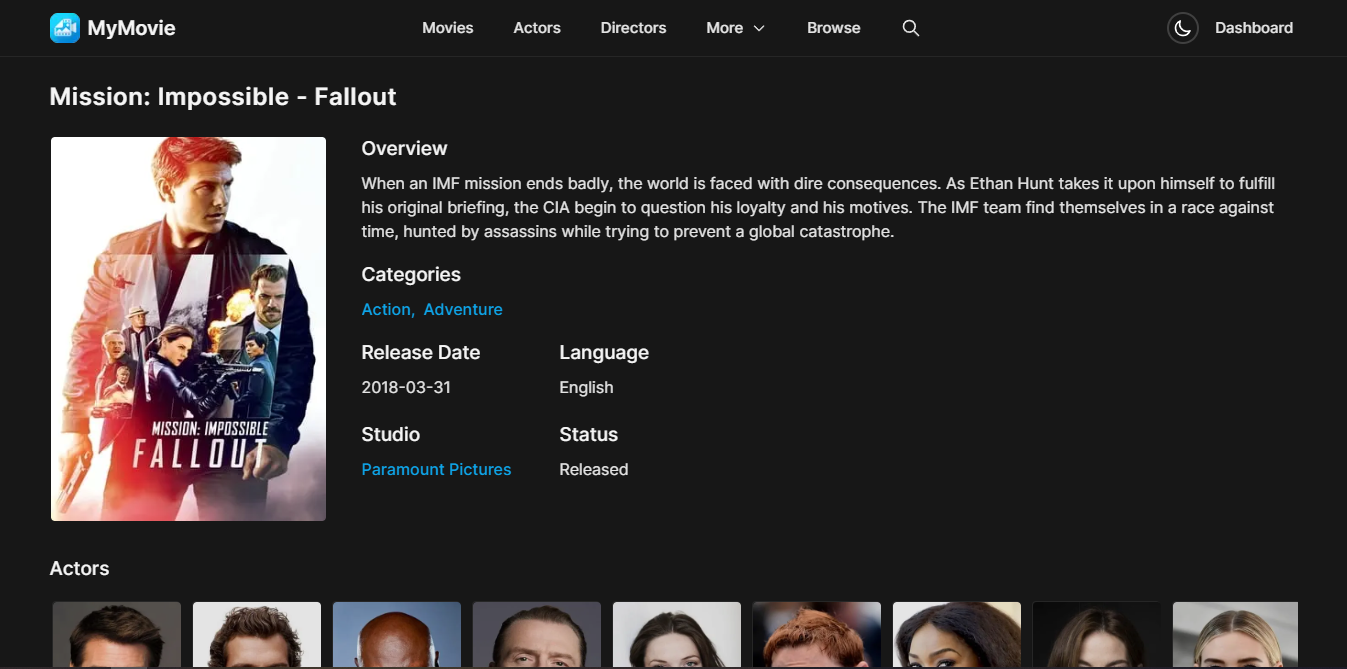 MyMovie
Movies
Actors
Directors
More
Browse
Dashboard
Mission: Impossible - Fallout
Overview
When an IMF mission ends badly, the world is faced with dire consequences. As Ethan Hunt takes it upon himself to fulfill
his original briefing, the CIA begin to question his loyalty and his motives. The IMF team find themselves in a race against
time, hunted by assassins while trying to prevent a global catastrophe.
Categories
Action, Adventure
Release Date
Language
2018-03-31
English
Studio
Status
Paramount Pictures
Released
MISSION: IMPOSSIBLE
FALLOUT
Actors